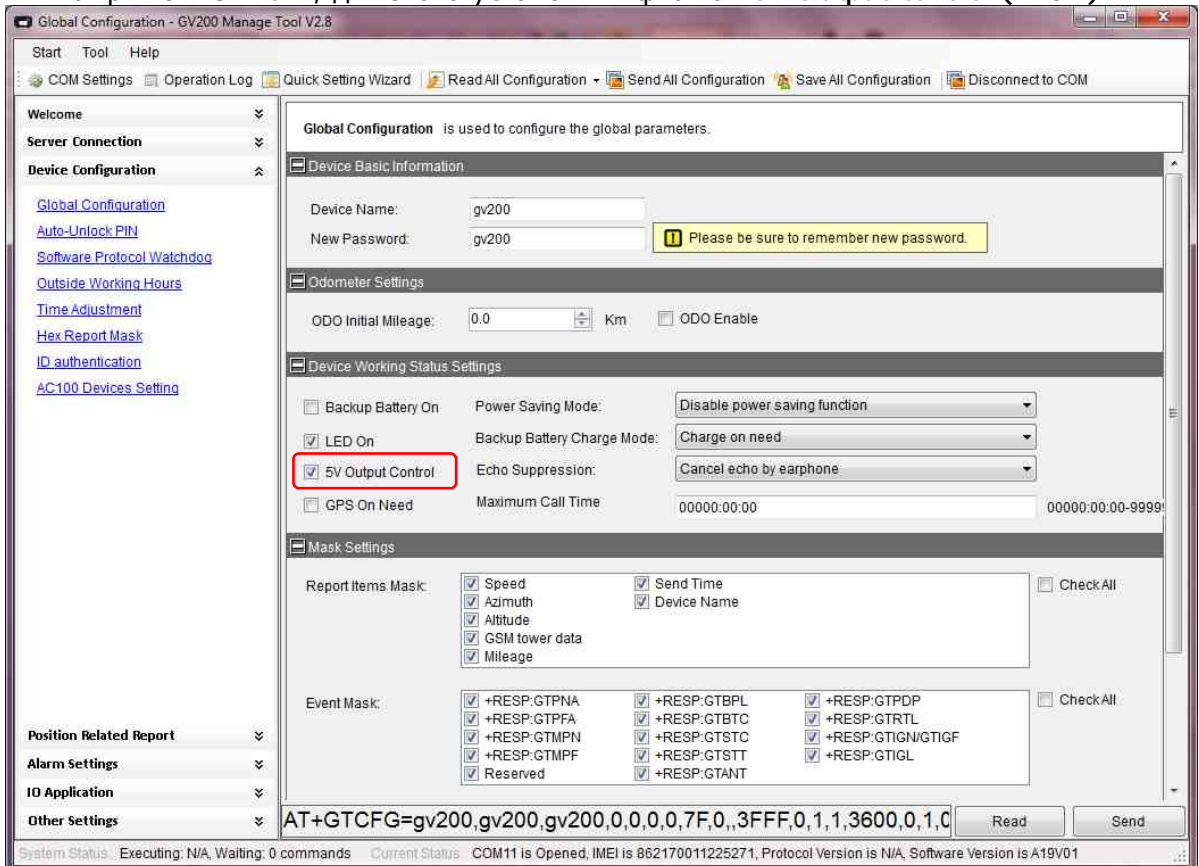 Global Configuration - GV200 Manage Tool V2.8
Start Tool Help
COM Settings Operation Log Quick Setting Wizard Read All Configuration Send All Configuration Save All Configuration Disconnect to COM
Welcome
Server Connection
Device Configuration
Global Configuration
Auto-Unlock PIN
Software Protocol Watchdog
Outside Working Hours
Time Adjustment
Hex Report Mask
ID authentication
AC100 Devices Setting
Position Related Report
Alarm Settings
IO Application
Other Settings
Global Configuration is used to configure the global parameters.
Device Basic Information
Device Name: gv200
New Password: gv200 Please be sure to remember new password.
Odometer Settings
ODO Initial Mileage: 0.0 Km ODO Enable
Device Working Status Settings
Backup Battery On Power Saving Mode: Disable power saving function
LED On Backup Battery Charge Mode: Charge on need
5V Output Control Echo Suppression: Cancel echo by earphone
GPS On Need Maximum Call Time 00000:00:00 00000:00:00-9999
Mask Settings
Report Items Mask: Speed Send Time Check All
Azimuth Device Name
Altitude
GSM tower data
Mileage
Event Mask: +RESP:GTPNA +RESP:GTBPL +RESP:GTPDP Check All
+RESP:GTPFA +RESP:GTBTC +RESP:GTRTL
+RESP:GTMPN +RESP:GTSTC +RESP:GTIGN/GTIGF
+RESP:GTMPF +RESP:GTSTT +RESP:GTIGL
Reserved +RESP:GTANT
AT+GTCFG=gv200,gv200,gv200,0,0,0,0,7F,0,,3FFF,0,1,1,3600,0,1,0 Read Send
System Status: Executing: N/A, Waiting: 0 commands Current Status COM11 is Opened, IMEI is 862170011225271, Protocol Version is N/A, Software Version is A19V01